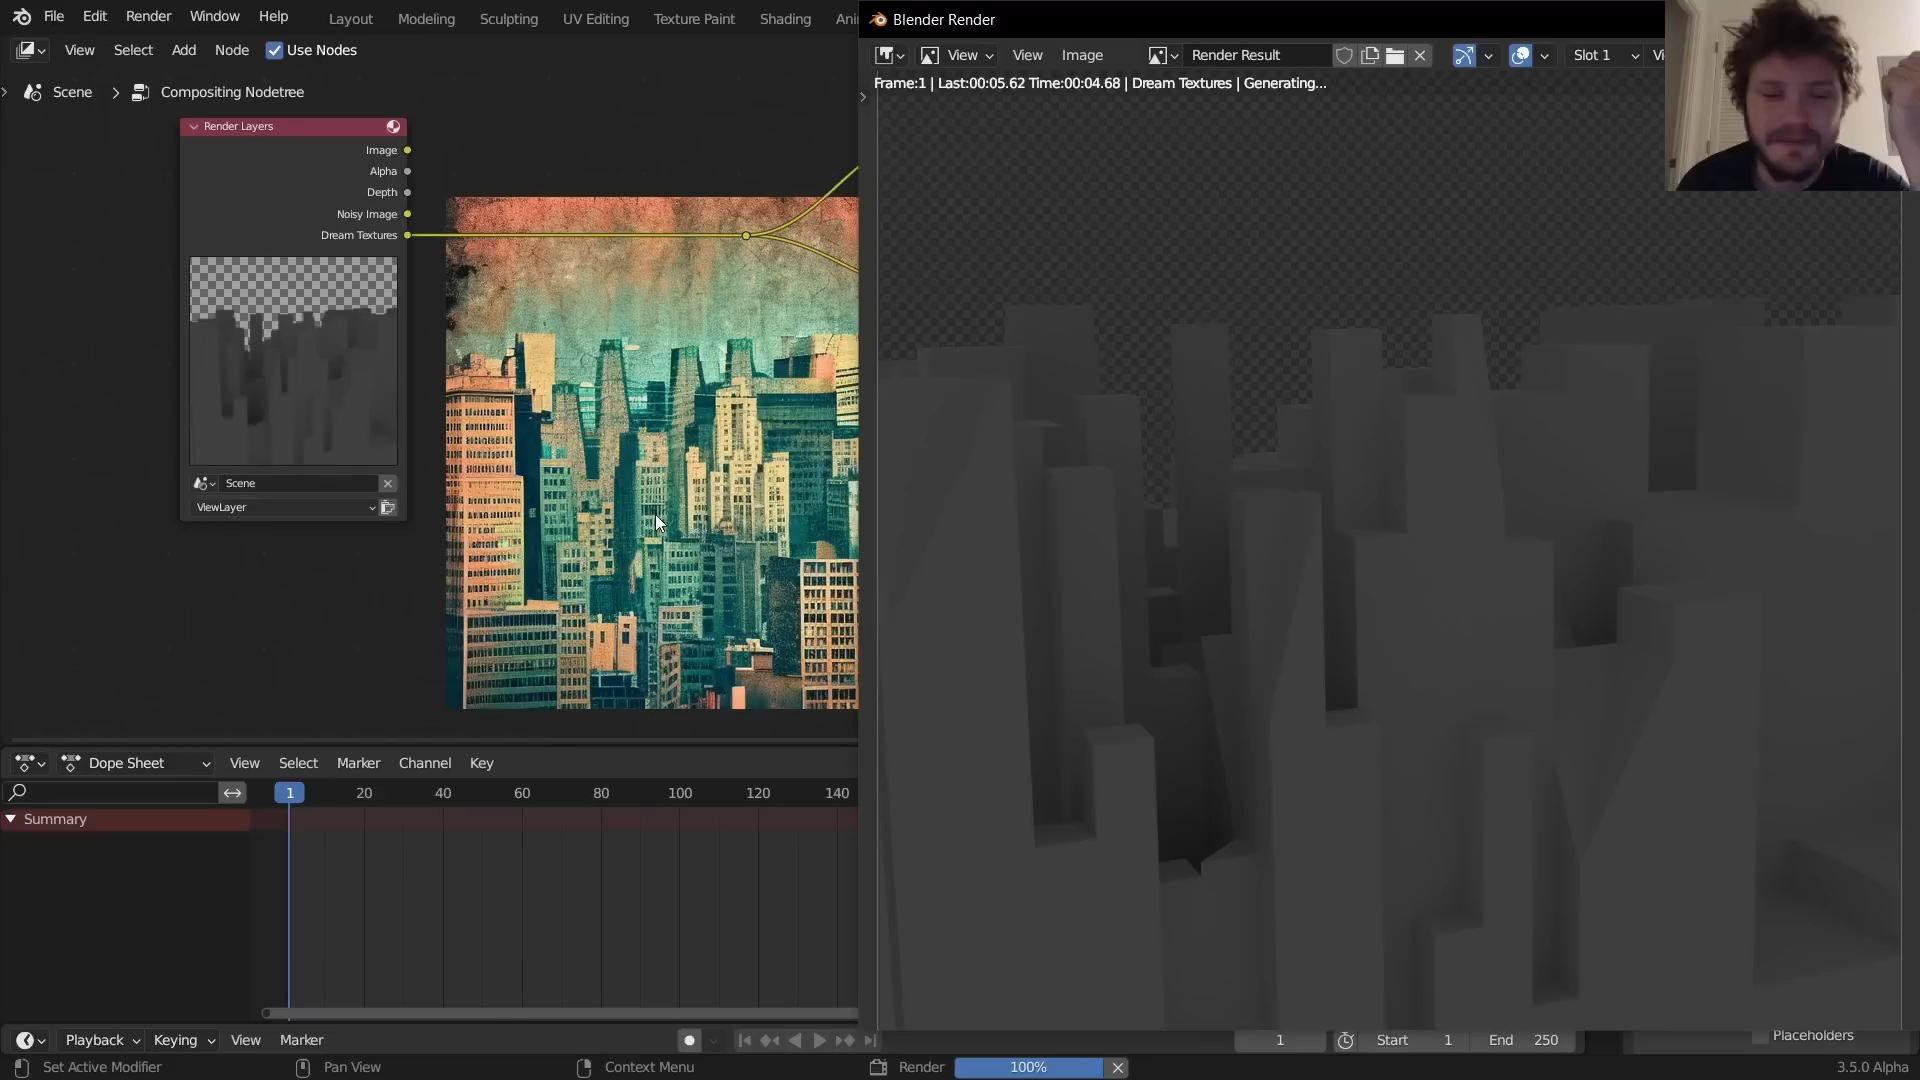 File Edit Render Window Help Layout Modeling Sculpting UV Editing Texture Paint Shading Ani
Blender Render
View Select Add Node Use Nodes
View View Image Render Result Slot 1 Vi
Frame:1 | Last:00:05.62 Time:00:04.68 | Dream Textures | Generating...
Scene Compositing Nodetree
Render Layers
Image
Alpha
Depth
Noisy Image
Dream Textures
Scene
ViewLayer
Dope Sheet View Select Marker Channel Key
1 20 40 60 80 100 120 140
Summary
Playback Keying View Marker
1 Start 1 End 250
Placeholders
Set Active Modifier Pan View Context Menu Render 100% 3.5.0 Alpha